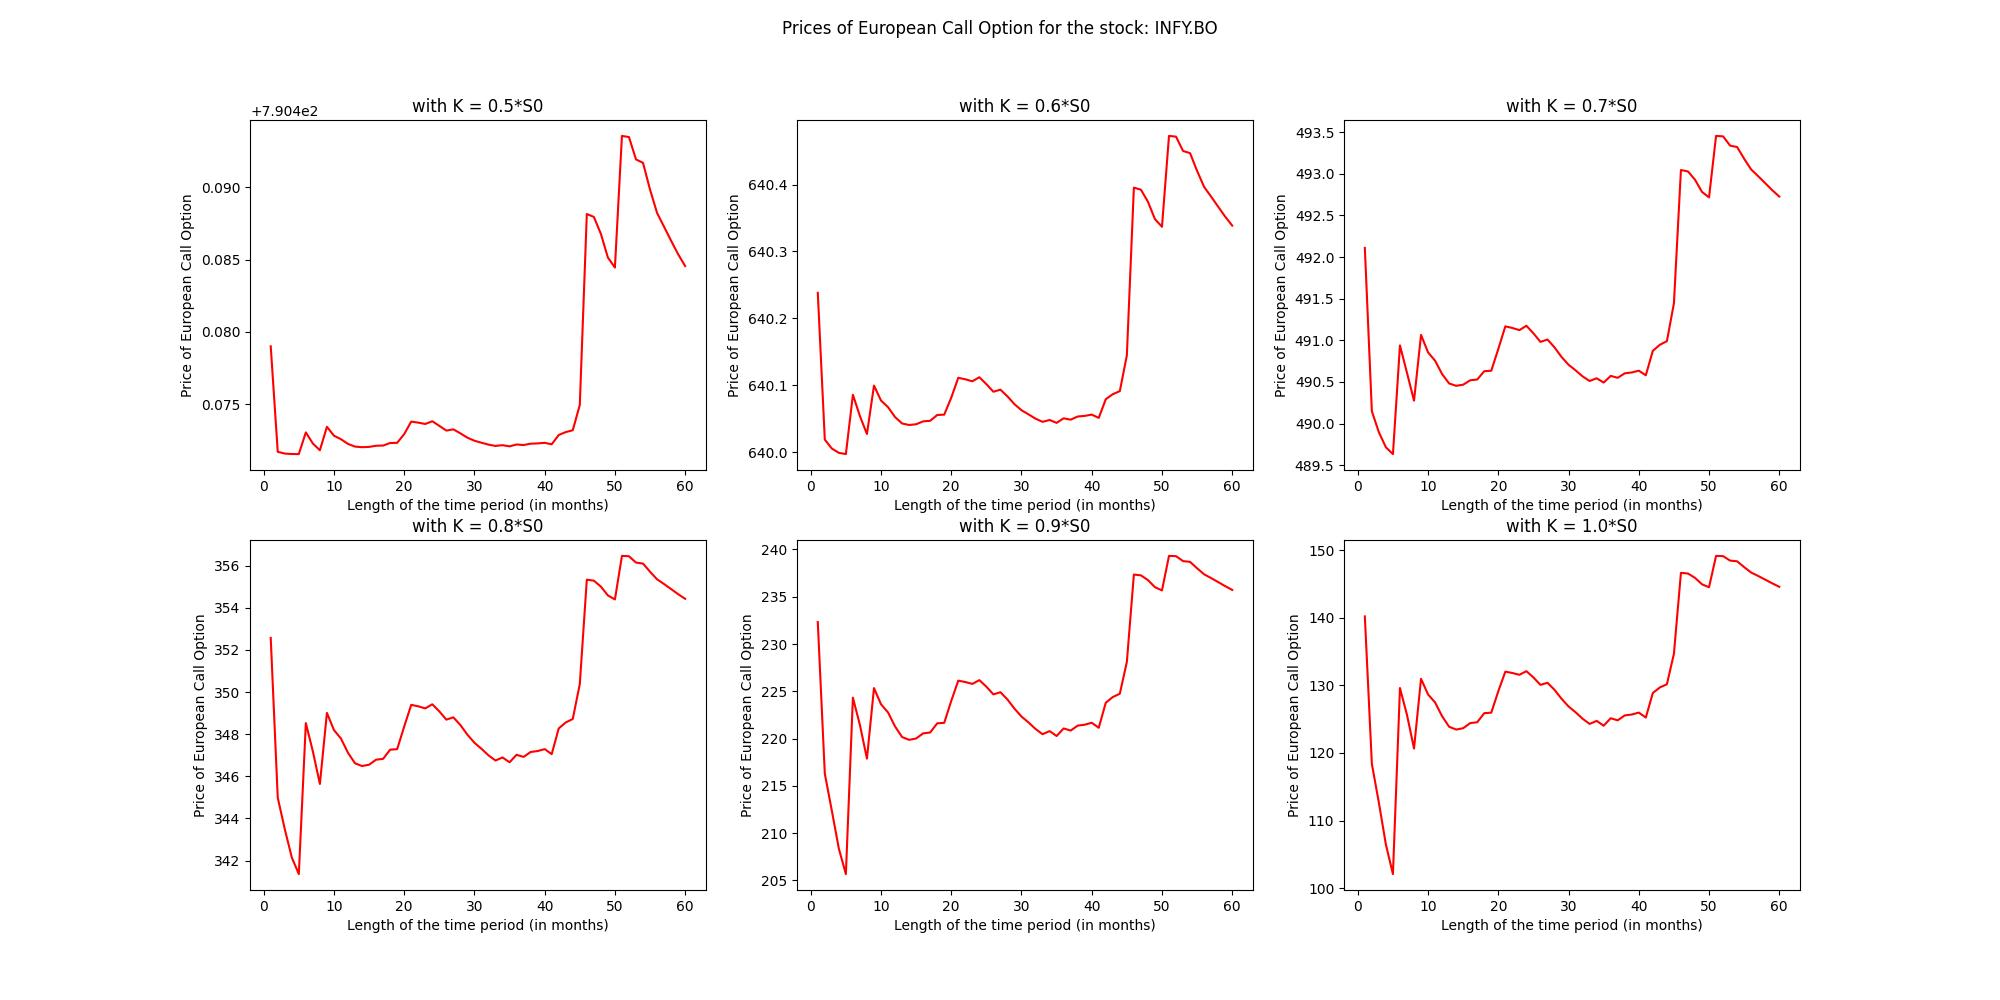 Prices of European Call Option for the stock: INFY.BO
with K = 0.5*S0
+7.904e2
0.090
0.085
0.080
0.075
Price of European Call Option
0 10 20 30 40 50 60
Length of the time period (in months)
with K = 0.6*S0
640.4
640.3
640.2
640.1
640.0
Price of European Call Option
0 10 20 30 40 50 60
Length of the time period (in months)
with K = 0.7*S0
493.5
493.0
492.5
492.0
491.5
491.0
490.5
490.0
489.5
Price of European Call Option
0 10 20 30 40 50 60
Length of the time period (in months)
with K = 0.8*S0
356
354
352
350
348
346
344
342
Price of European Call Option
0 10 20 30 40 50 60
Length of the time period (in months)
with K = 0.9*S0
240
235
230
225
220
215
210
205
Price of European Call Option
0 10 20 30 40 50 60
Length of the time period (in months)
with K = 1.0*S0
150
140
130
120
110
100
Price of European Call Option
0 10 20 30 40 50 60
Length of the time period (in months)